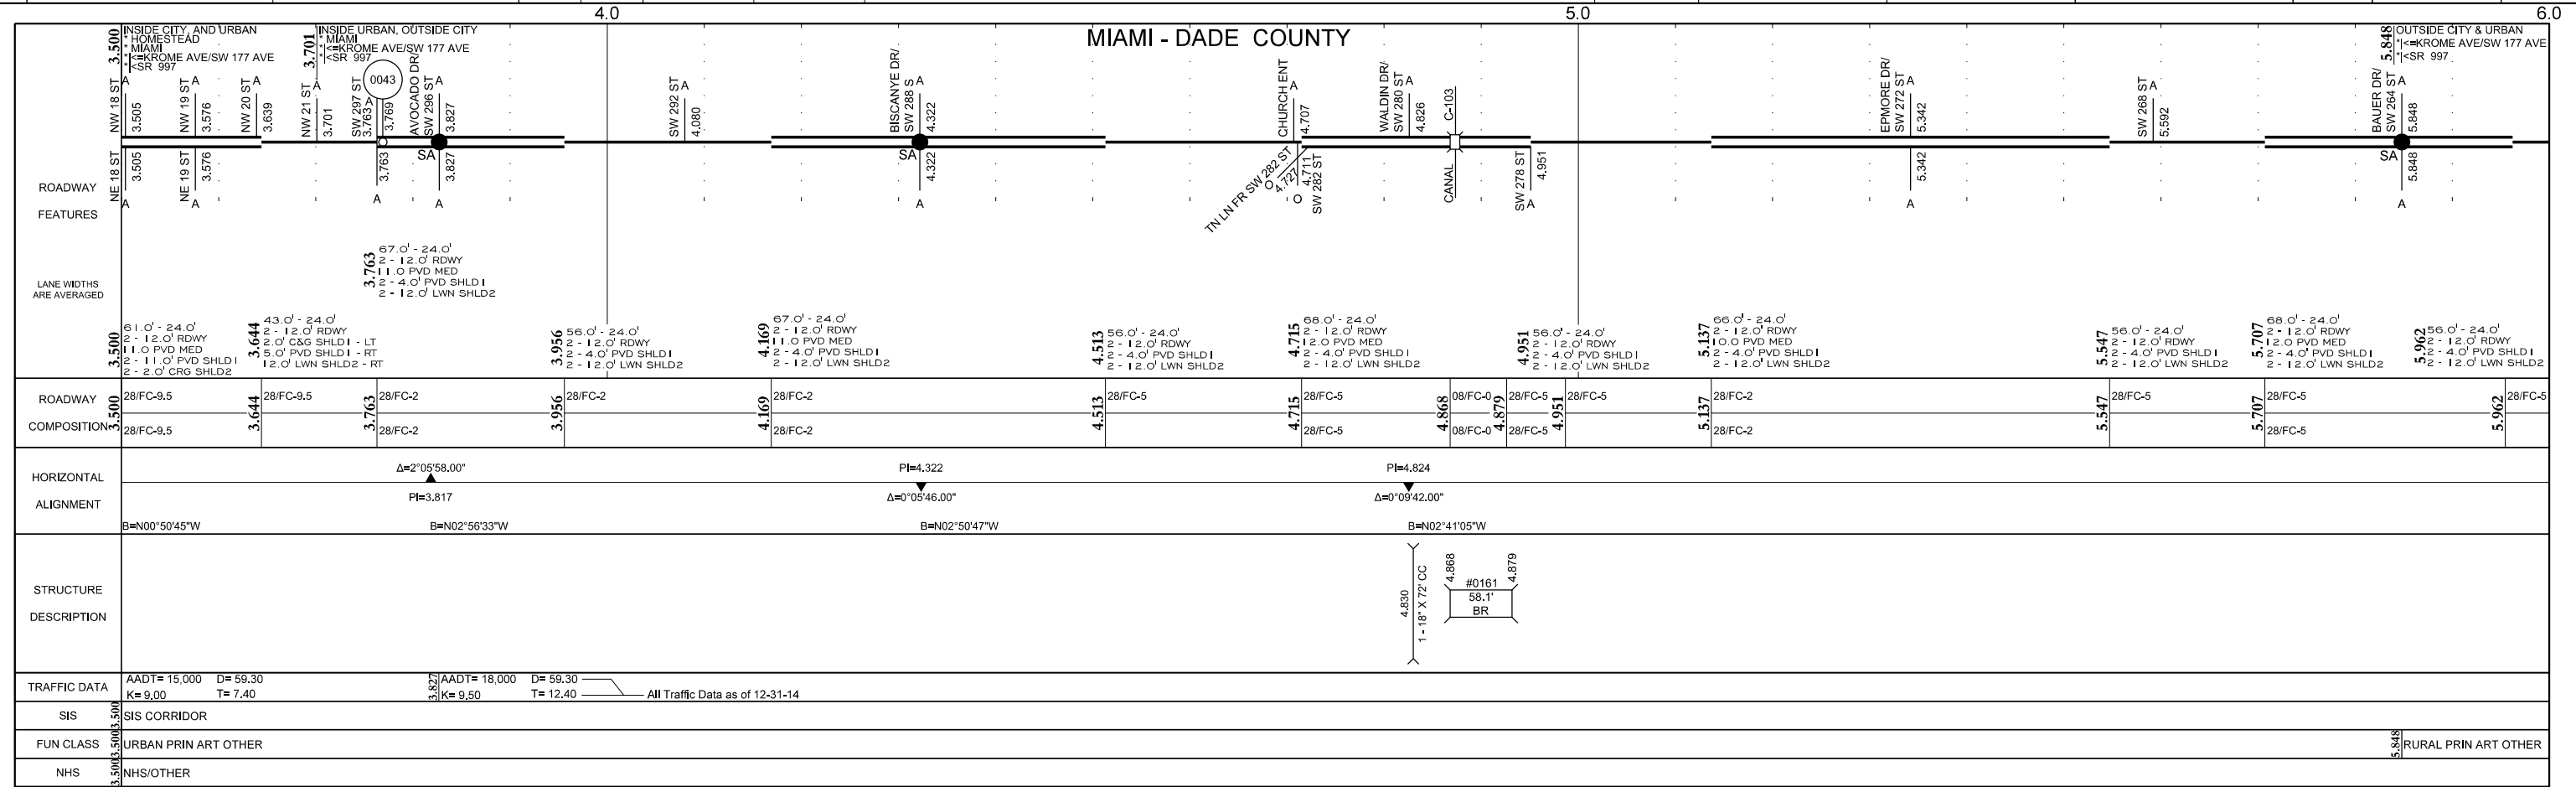 4.0
5.0
6.0
MIAMI - DADE COUNTY
3.500
INSIDE CITY, AND URBAN
* HOMESTEAD
* MIAMI
*|<=KROME AVE/SW 177 AVE
*|<SR 997
3.701
INSIDE URBAN, OUTSIDE CITY
* MIAMI
*|<=KROME AVE/SW 177 AVE
*|<SR 997
5.848
OUTSIDE CITY & URBAN
*|<=KROME AVE/SW 177 AVE
*|<SR 997
NW 18 ST
A
3.505
NW 19 ST
A
3.576
NW 20 ST
A
3.639
NW 21 ST
A
3.701
SW 297 ST
3.763
A
0043
3.769
AVOCADO DR/
SW 296 ST
A
3.827
SW 292 ST
A
4.080
BISCANYE DR/
SW 288 S
A
4.322
CHURCH ENT
A
4.707
WALDIN DR/
SW 280 ST
A
4.826
C-103
EPMORE DR/
SW 272 ST
A
5.342
SW 268 ST
A
5.592
BAUER DR/
SW 264 ST
A
5.848
ROADWAY
FEATURES
NE 18 ST
3.505
A
NE 19 ST
3.576
A
3.763
A
SA
3.827
A
SA
4.322
A
TN LN FR SW 282 ST
O
4.727
4.711
O
SW 282 ST
CANAL
SW 278 ST
4.951
A
5.342
A
SA
5.848
A
LANE WIDTHS
ARE AVERAGED
3.500
61.0' - 24.0'
2 - 12.0' RDWY
11.0 PVD MED
2 - 11.0' PVD SHLD1
2 - 2.0' CRG SHLD2
3.644
43.0' - 24.0'
2 - 12.0' RDWY
2.0' C&G SHLD1 - LT
5.0' PVD SHLD1 - RT
12.0' LWN SHLD2 - RT
3.763
67.0' - 24.0'
2 - 12.0' RDWY
11.0 PVD MED
2 - 4.0' PVD SHLD1
2 - 12.0' LWN SHLD2
3.956
56.0' - 24.0'
2 - 12.0' RDWY
2 - 4.0' PVD SHLD1
2 - 12.0' LWN SHLD2
4.169
67.0' - 24.0'
2 - 12.0' RDWY
11.0 PVD MED
2 - 4.0' PVD SHLD1
2 - 12.0' LWN SHLD2
4.513
56.0' - 24.0'
2 - 12.0' RDWY
2 - 4.0' PVD SHLD1
2 - 12.0' LWN SHLD2
4.715
68.0' - 24.0'
2 - 12.0' RDWY
12.0 PVD MED
2 - 4.0' PVD SHLD1
2 - 12.0' LWN SHLD2
4.951
56.0' - 24.0'
2 - 12.0' RDWY
2 - 4.0' PVD SHLD1
2 - 12.0' LWN SHLD2
5.137
66.0' - 24.0'
2 - 12.0' RDWY
10.0 PVD MED
2 - 4.0' PVD SHLD1
2 - 12.0' LWN SHLD2
5.547
56.0' - 24.0'
2 - 12.0' RDWY
2 - 4.0' PVD SHLD1
2 - 12.0' LWN SHLD2
5.707
68.0' - 24.0'
2 - 12.0' RDWY
12.0 PVD MED
2 - 4.0' PVD SHLD1
2 - 12.0' LWN SHLD2
5.962
56.0' - 24.0'
2 - 12.0' RDWY
2 - 4.0' PVD SHLD1
2 - 12.0' LWN SHLD2
ROADWAY
COMPOSITION
3.500 28/FC-9.5 3.644 28/FC-9.5 3.763 28/FC-2 3.956 28/FC-2 4.169 28/FC-2 4.513 28/FC-5 4.715 28/FC-5 4.868 08/FC-0 4.879 28/FC-5 4.951 28/FC-5 5.137 28/FC-2 5.547 28/FC-5 5.707 28/FC-5 5.962 28/FC-5
28/FC-9.5 28/FC-2 28/FC-2 28/FC-5 08/FC-0 28/FC-5 28/FC-2 28/FC-5
HORIZONTAL
ALIGNMENT
Δ=2°05'58.00" PI=4.322 PI=4.824
PI=3.817 Δ=0°05'46.00" Δ=0°09'42.00"
B=N00°50'45"W B=N02°56'33"W B=N02°50'47"W B=N02°41'05"W
STRUCTURE
DESCRIPTION
4.830
1 - 18" X 72' CC
4.868
4.879
#0161
58.1'
BR
TRAFFIC DATA
AADT= 15,000 D= 59.30
K= 9.00 T= 7.40
3.827
AADT= 18,000 D= 59.30
K= 9.50 T= 12.40
All Traffic Data as of 12-31-14
SIS 3.500 SIS CORRIDOR
FUN CLASS 3.500 URBAN PRIN ART OTHER 5.848 RURAL PRIN ART OTHER
NHS 3.500 NHS/OTHER